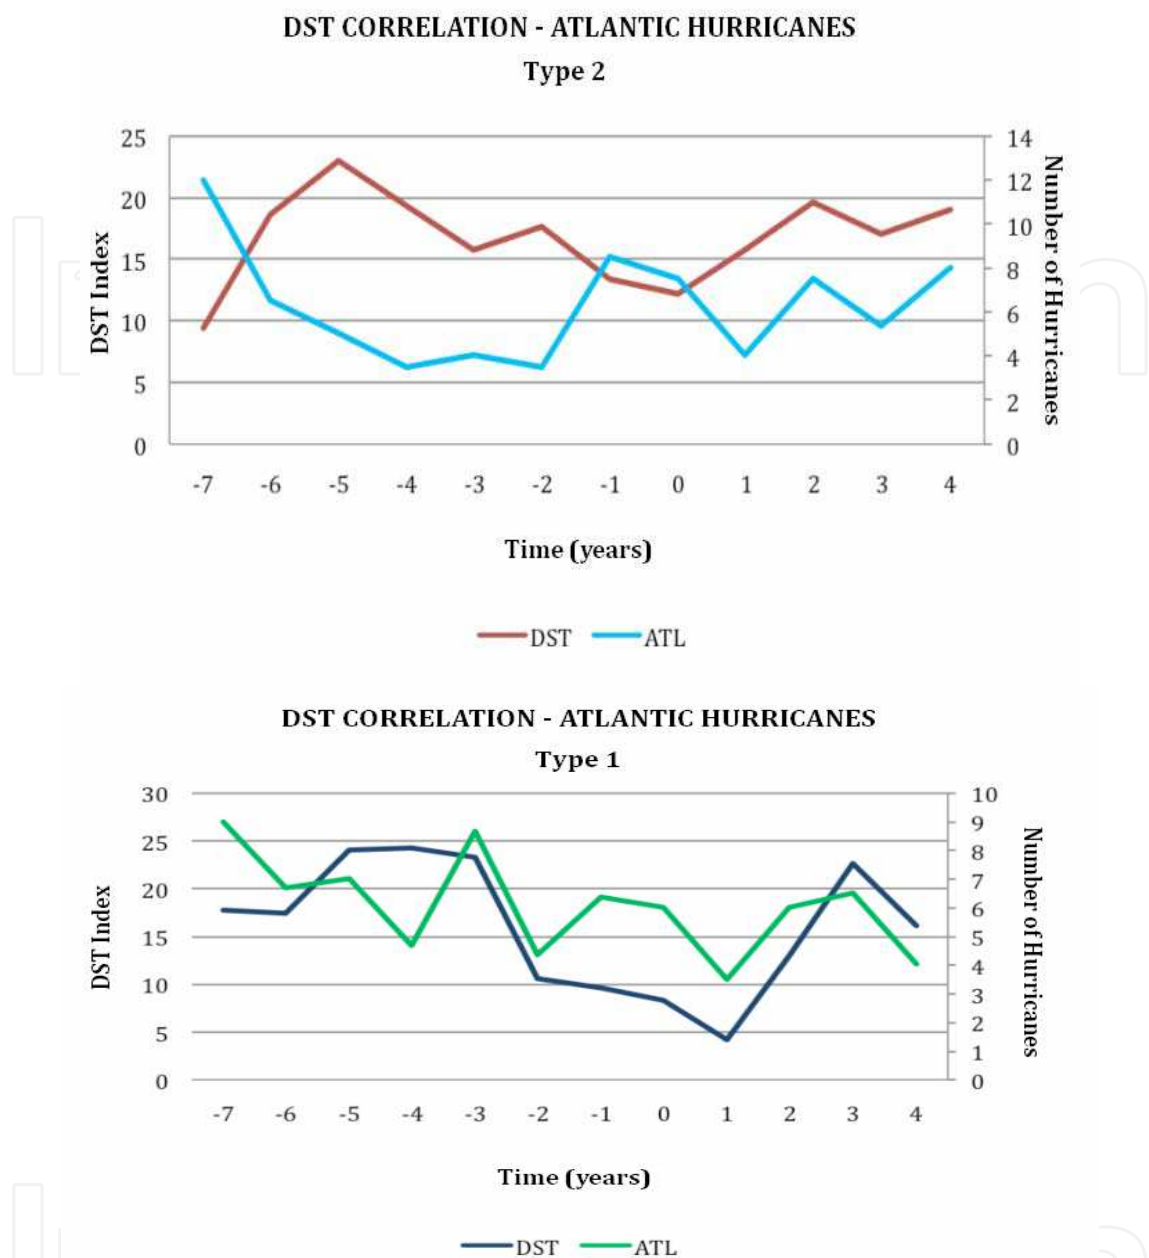 DST CORRELATION - ATLANTIC HURRICANES
Type 2
25
20
15
10
5
0
DST Index
14
12
10
8
6
4
2
0
Number of Hurricanes
-7 -6 -5 -4 -3 -2 -1 0 1 2 3 4
Time (years)
DST ATL
DST CORRELATION - ATLANTIC HURRICANES
Type 1
30
25
20
15
10
5
0
DST Index
10
9
8
7
6
5
4
3
2
1
0
Number of Hurricanes
-7 -6 -5 -4 -3 -2 -1 0 1 2 3 4
Time (years)
DST ATL